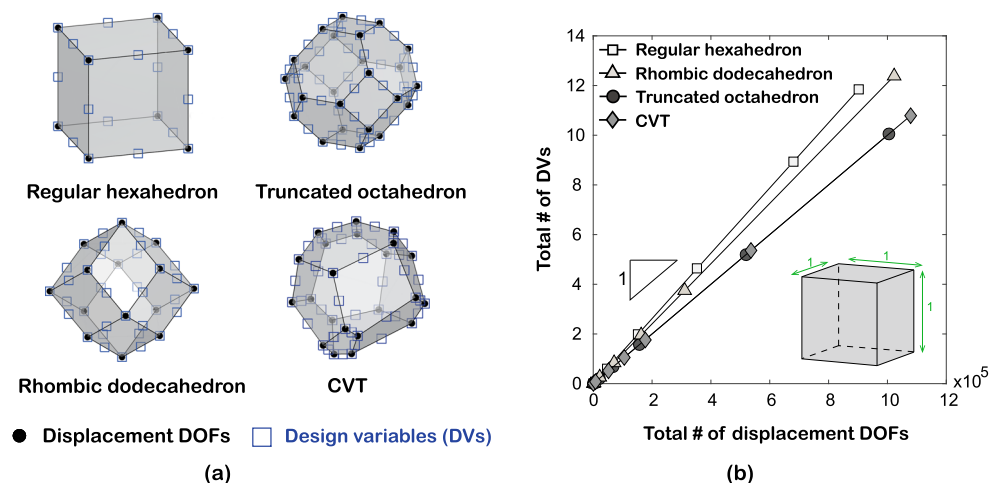 Regular hexahedron
Truncated octahedron
Rhombic dodecahedron
CVT
Displacement DOFs
Design variables (DVs)
(a)
14
12
10
8
6
4
2
0
Total # of DVs
Regular hexahedron
Rhombic dodecahedron
Truncated octahedron
CVT
1
1
1
1
0 2 4 6 8 10 12 x10^5
Total # of displacement DOFs
(b)